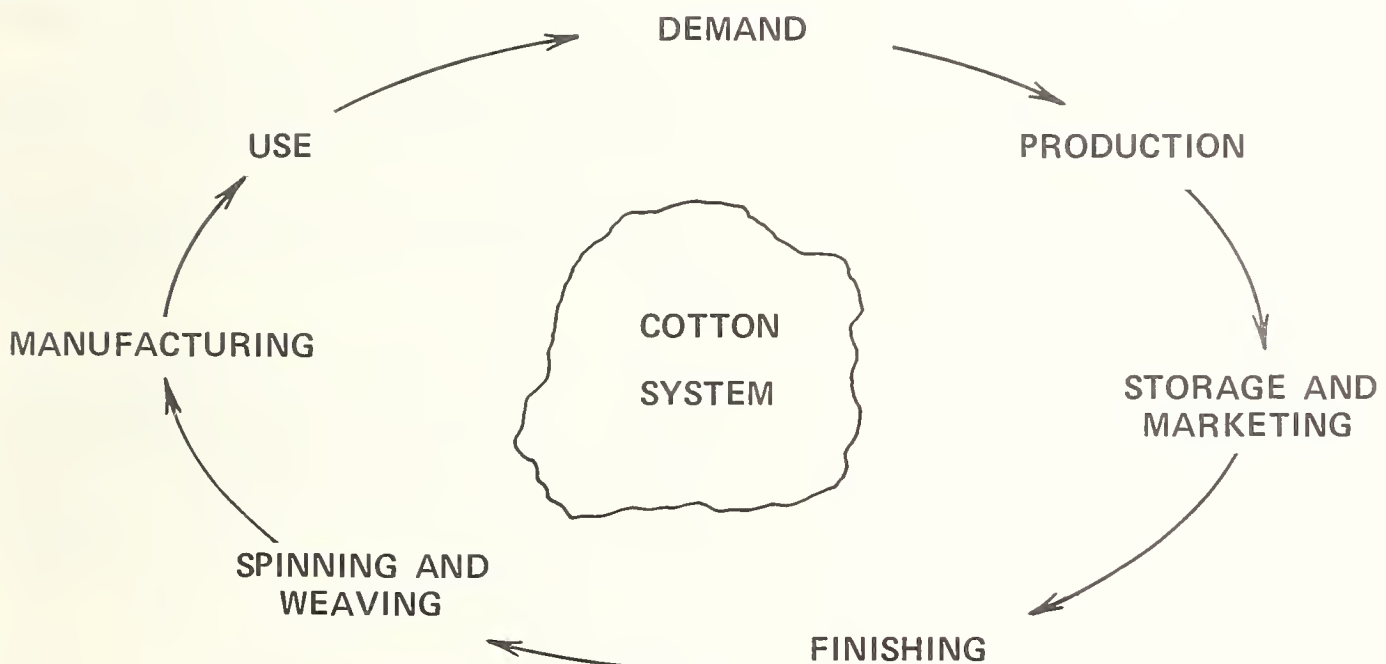 DEMAND
USE
PRODUCTION
COTTON
SYSTEM
MANUFACTURING
STORAGE AND
MARKETING
SPINNING AND
WEAVING
FINISHING